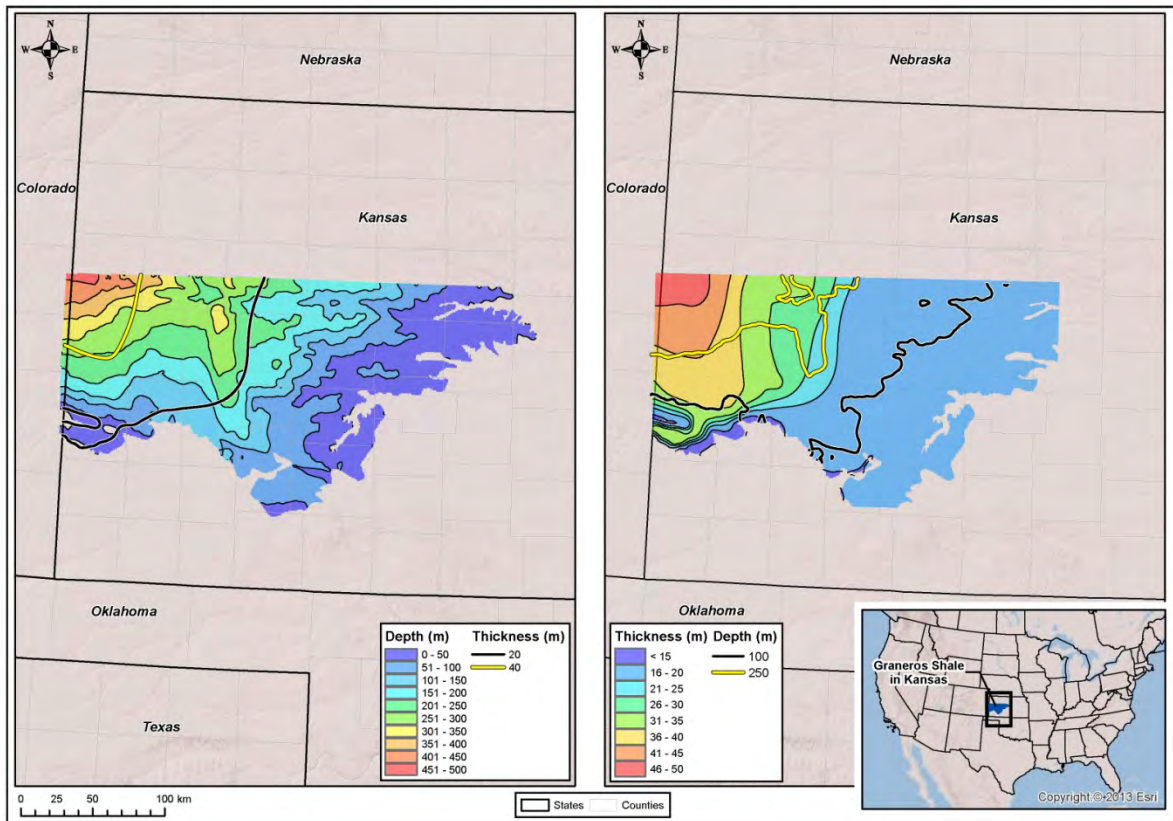 N
W E
S
Nebraska
Colorado
Kansas
Oklahoma
Texas
Depth (m)
0 - 50
51 - 100
101 - 150
151 - 200
201 - 250
251 - 300
301 - 350
351 - 400
401 - 450
451 - 500
Thickness (m)
20
40
N
W E
S
Nebraska
Colorado
Kansas
Oklahoma
Thickness (m)
< 15
16 - 20
21 - 25
26 - 30
31 - 35
36 - 40
41 - 45
46 - 50
Depth (m)
100
250
Graneros Shale
in Kansas
Copyright © 2013 Esri
0 25 50 100 km
States Counties